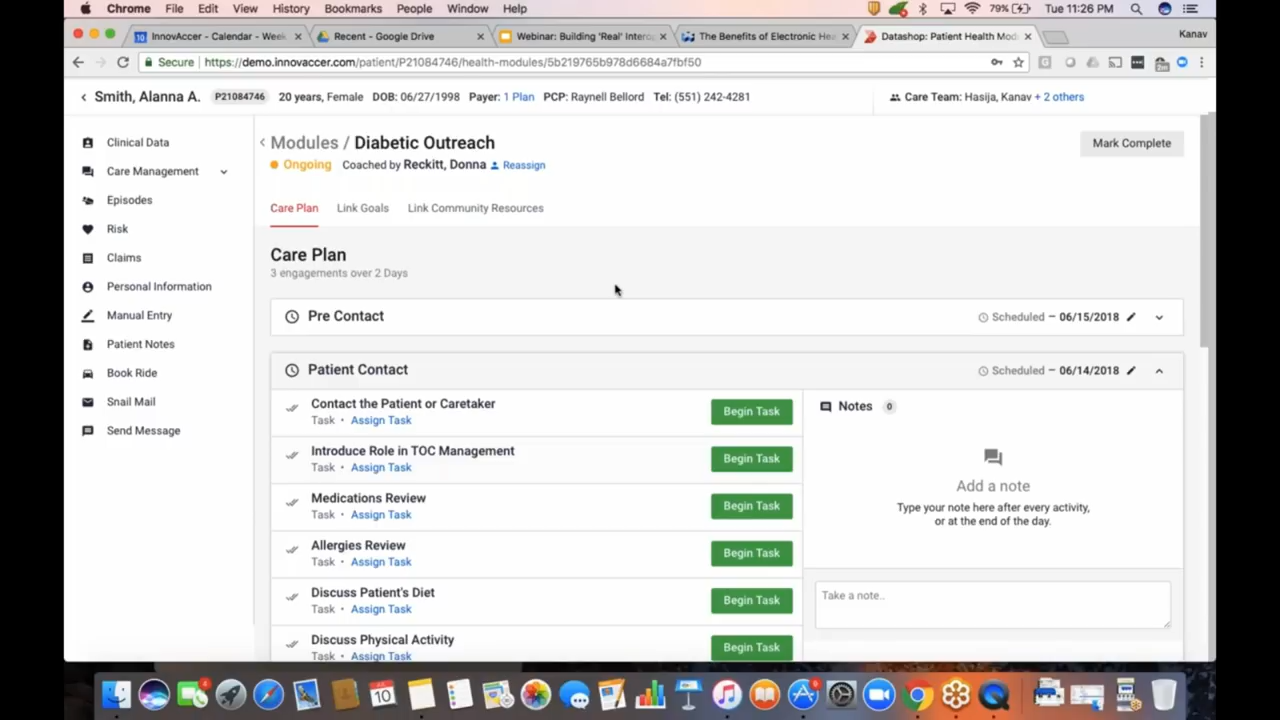 Chrome File Edit View History Bookmarks People Window Help 79% Tue 11:26 PM
10 InnovAccer - Calendar - Week Recent - Google Drive Webinar: Building 'Real' Interc The Benefits of Electronic Hea Datashop: Patient Health Mod Kanav
Secure https://demo.innovaccer.com/patient/P21084746/health-modules/5b219765b978d6684a7fbf50
Smith, Alanna A. P21084746 20 years, Female DOB: 06/27/1998 Payer: 1 Plan PCP: Raynell Bellord Tel: (551) 242-4281 Care Team: Hasija, Kanav + 2 others
Clinical Data
Care Management
Episodes
Risk
Claims
Personal Information
Manual Entry
Patient Notes
Book Ride
Snail Mail
Send Message
Modules / Diabetic Outreach
Mark Complete
Ongoing Coached by Reckitt, Donna Reassign
Care Plan Link Goals Link Community Resources
Care Plan
3 engagements over 2 Days
Pre Contact Scheduled – 06/15/2018
Patient Contact Scheduled – 06/14/2018
Contact the Patient or Caretaker
Task • Assign Task
Begin Task
Introduce Role in TOC Management
Task • Assign Task
Begin Task
Medications Review
Task • Assign Task
Begin Task
Allergies Review
Task • Assign Task
Begin Task
Discuss Patient's Diet
Task • Assign Task
Begin Task
Discuss Physical Activity
Task • Assign Task
Begin Task
Notes 0
Add a note
Type your note here after every activity,
or at the end of the day.
Take a note..
10